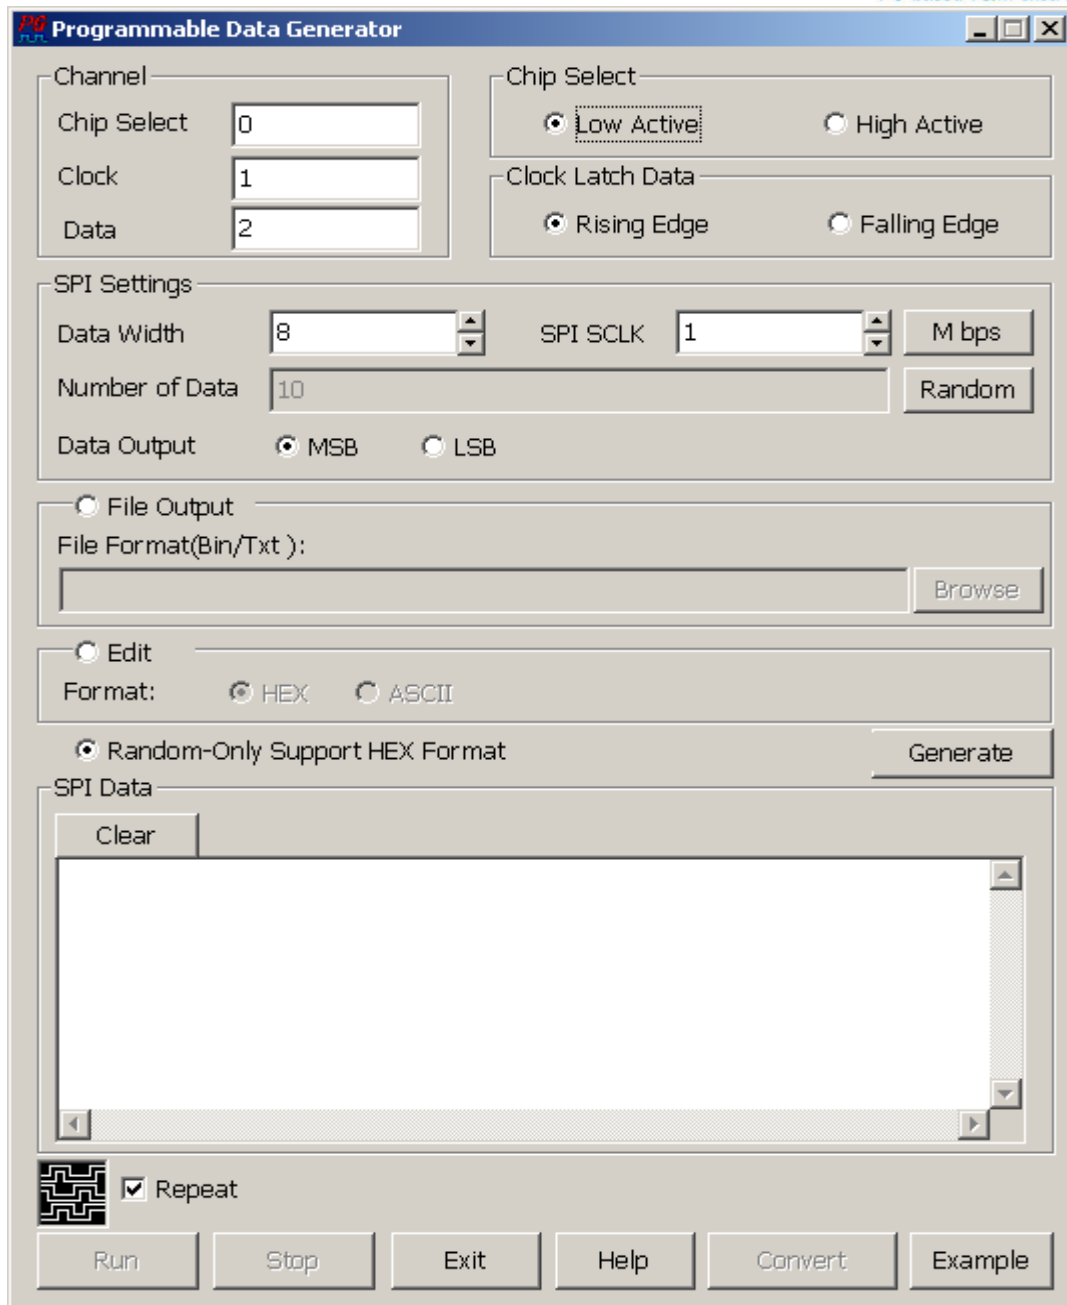 Programmable Data Generator
Channel
Chip Select 0
Clock 1
Data 2
Chip Select
Low Active High Active
Clock Latch Data
Rising Edge Falling Edge
SPI Settings
Data Width 8 SPI SCLK 1 M bps
Number of Data 10 Random
Data Output MSB LSB
File Output
File Format(Bin/Txt ):
Browse
Edit
Format: HEX ASCII
Random-Only Support HEX Format Generate
SPI Data
Clear
Repeat
Run Stop Exit Help Convert Example